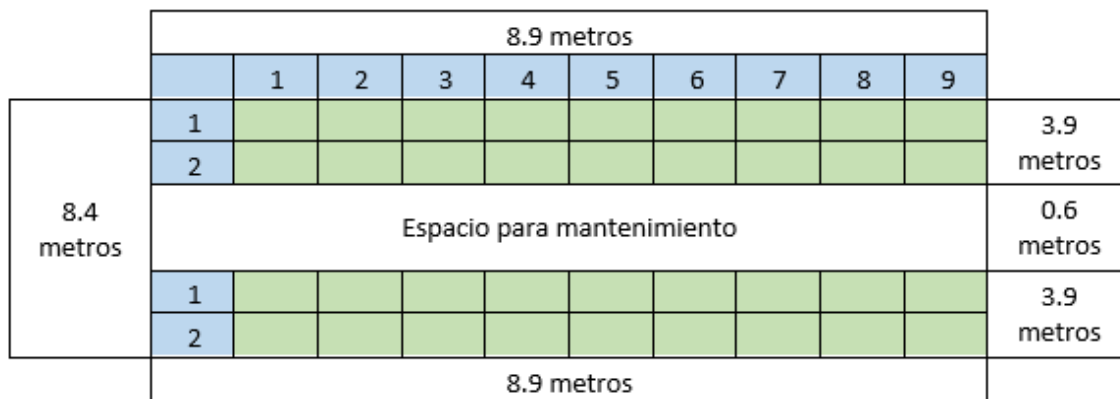 8.9 metros
1 2 3 4 5 6 7 8 9
1
2
3.9
metros
8.4
metros
Espacio para mantenimiento
0.6
metros
1
2
3.9
metros
8.9 metros